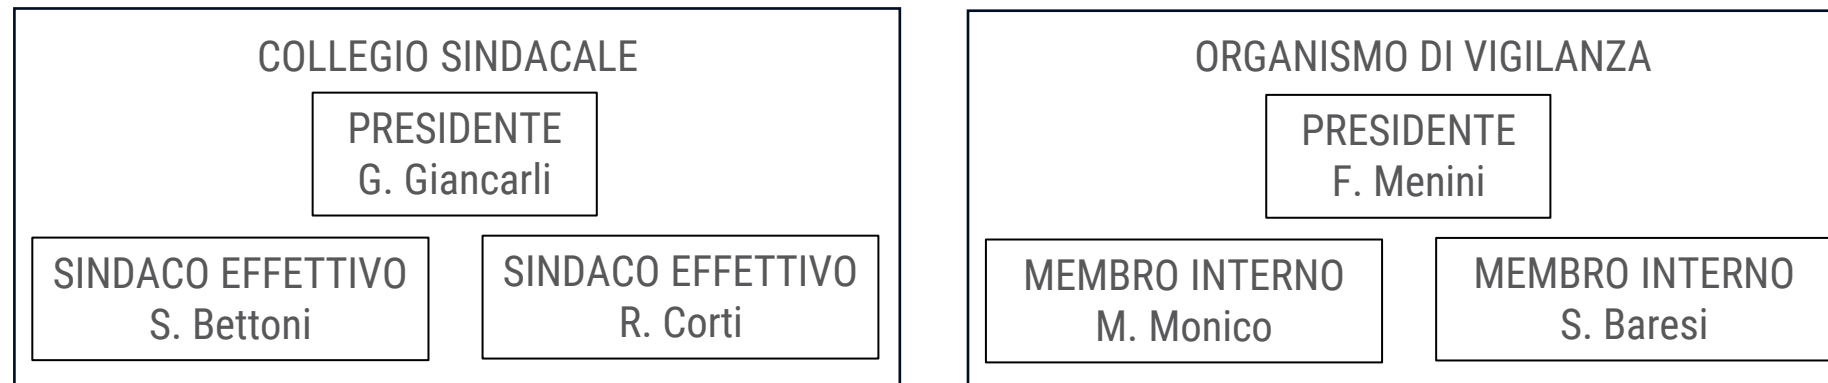 COLLEGIO SINDACALE
PRESIDENTE
G. Giancarli
SINDACO EFFETTIVO
S. Bettoni
SINDACO EFFETTIVO
R. Corti
ORGANISMO DI VIGILANZA
PRESIDENTE
F. Menini
MEMBRO INTERNO
M. Monico
MEMBRO INTERNO
S. Baresi